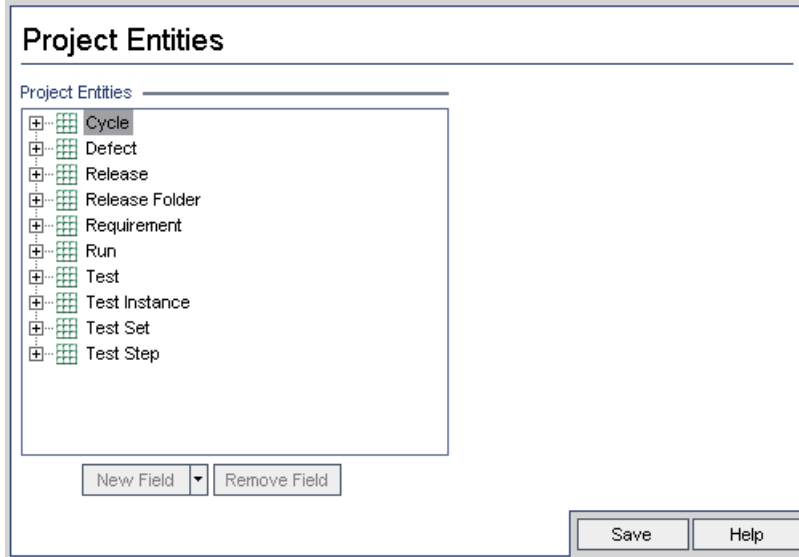 Project Entities
Project Entities
Cycle
Defect
Release
Release Folder
Requirement
Run
Test
Test Instance
Test Set
Test Step
New Field Remove Field
Save Help